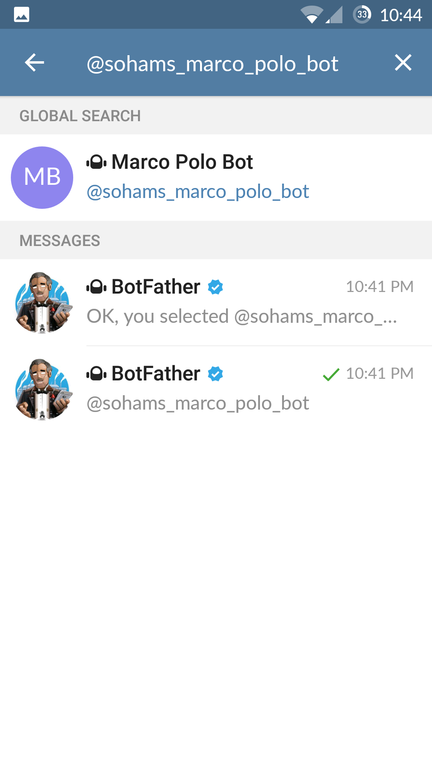 33 10:44
@sohams_marco_polo_bot
GLOBAL SEARCH
MB
Marco Polo Bot
@sohams_marco_polo_bot
MESSAGES
BotFather 10:41 PM
OK, you selected @sohams_marco_...
BotFather 10:41 PM
@sohams_marco_polo_bot